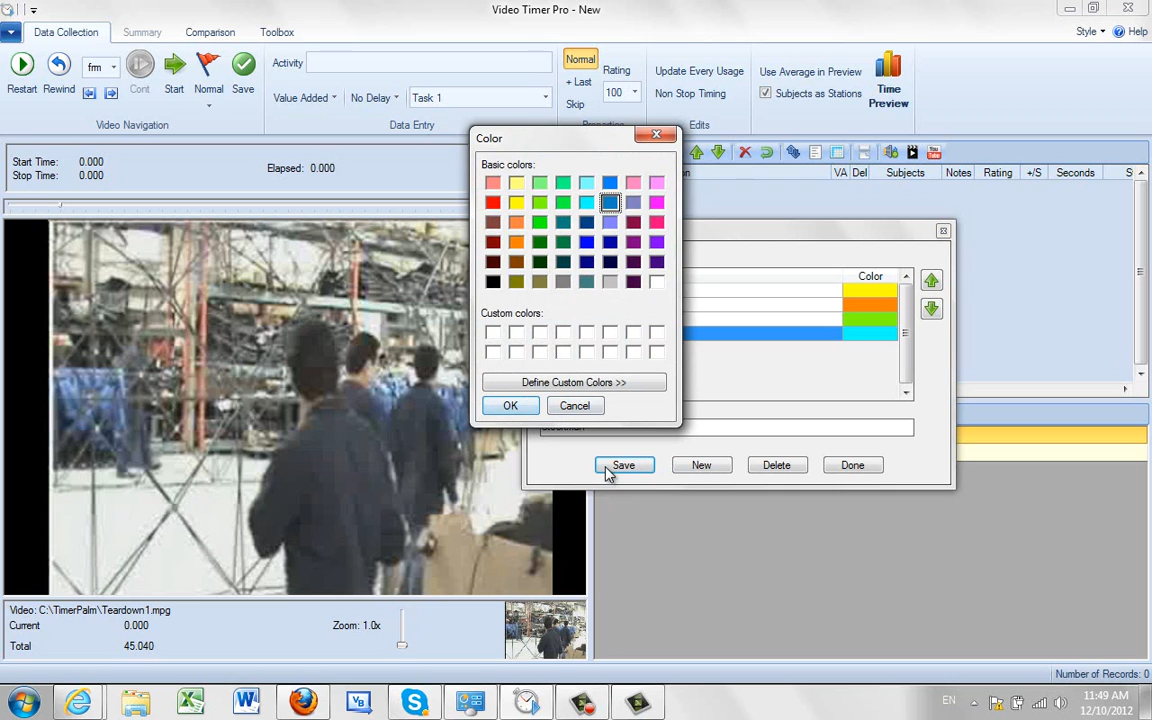 Video Timer Pro - New
Data Collection
Summary
Comparison
Toolbox
Style
Help
Restart
Rewind
frm
Cont
Start
Normal
Save
Video Navigation
Activity
Value Added
No Delay
Task 1
Data Entry
Normal
+ Last
Skip
Rating
100
Update Every Usage
Non Stop Timing
Edits
Use Average in Preview
Subjects as Stations
Time
Preview
Start Time: 0.000
Stop Time: 0.000
Elapsed: 0.000
VA
Del
Subjects
Notes
Rating
+/S
Seconds
Color
Basic colors:
Custom colors:
Define Custom Colors >>
OK
Cancel
Color
Save
New
Delete
Done
Video: C:\TimerPalm\Teardown1.mpg
Current 0.000
Total 45.040
Zoom: 1.0x
Number of Records: 0
EN
11:49 AM
12/10/2012